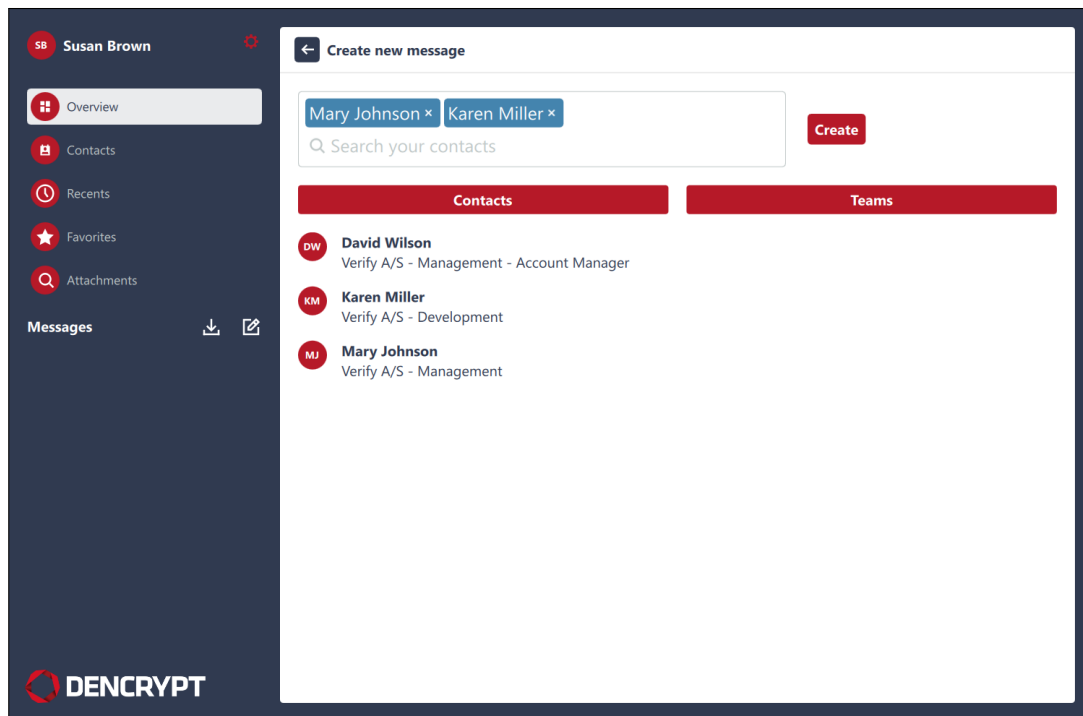 SB Susan Brown
Overview
Contacts
Recents
Favorites
Attachments
Messages
DENCRYPT
Create new message
Mary Johnson × Karen Miller ×
Search your contacts
Create
Contacts Teams
DW David Wilson
Verify A/S - Management - Account Manager
KM Karen Miller
Verify A/S - Development
MJ Mary Johnson
Verify A/S - Management